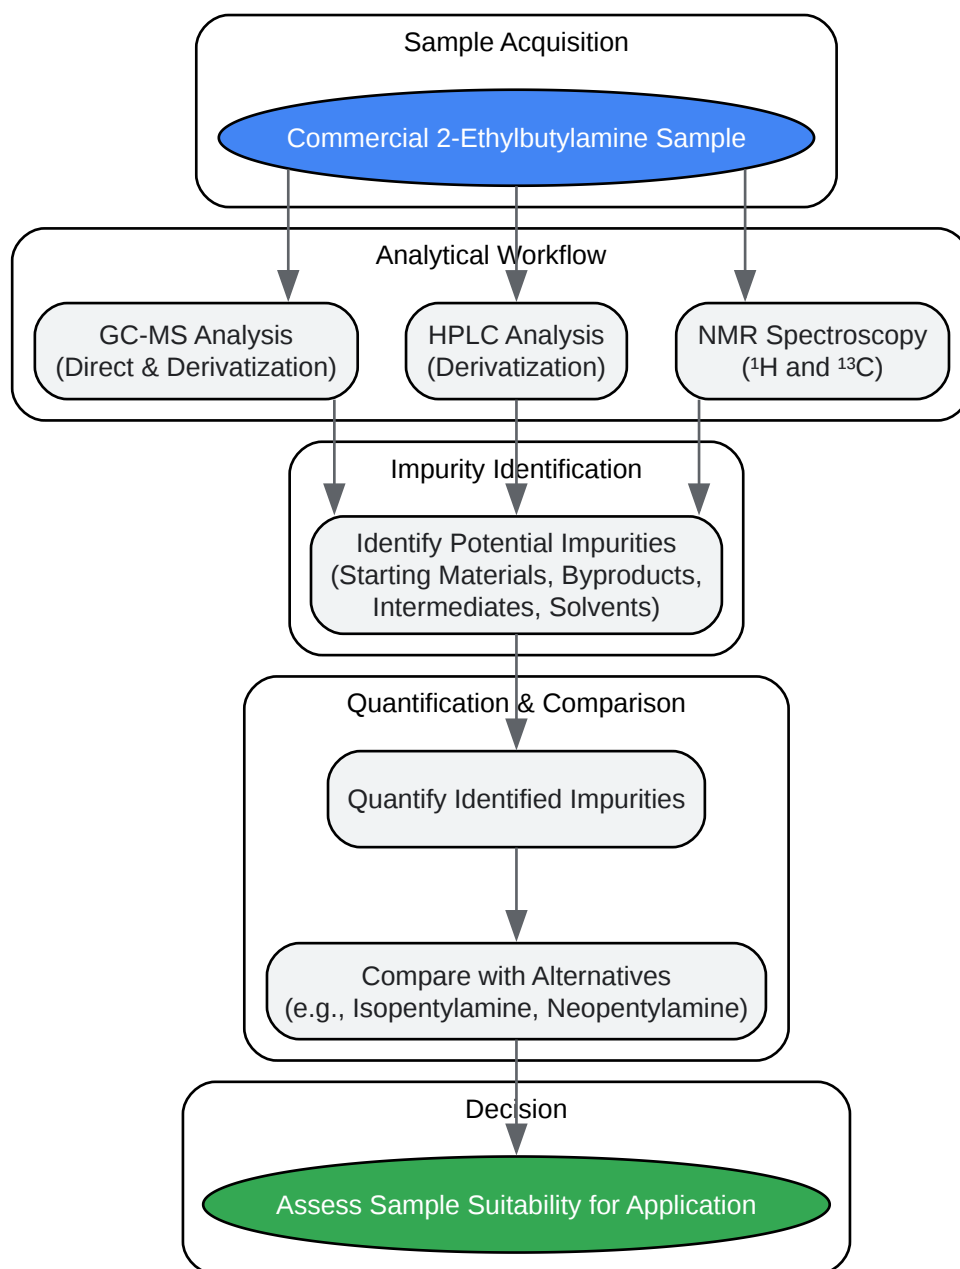 Sample Acquisition
Commercial 2-Ethylbutylamine Sample
Analytical Workflow
GC-MS Analysis
(Direct & Derivatization)
HPLC Analysis
(Derivatization)
NMR Spectroscopy
(¹H and ¹³C)
Impurity Identification
Identify Potential Impurities
(Starting Materials, Byproducts,
Intermediates, Solvents)
Quantification & Comparison
Quantify Identified Impurities
Compare with Alternatives
(e.g., Isopentylamine, Neopentylamine)
Decision
Assess Sample Suitability for Application